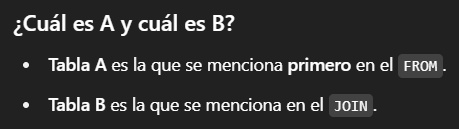 ¿Cuál es A y cuál es B?
• Tabla A es la que se menciona primero en el FROM.
• Tabla B es la que se menciona en el JOIN.